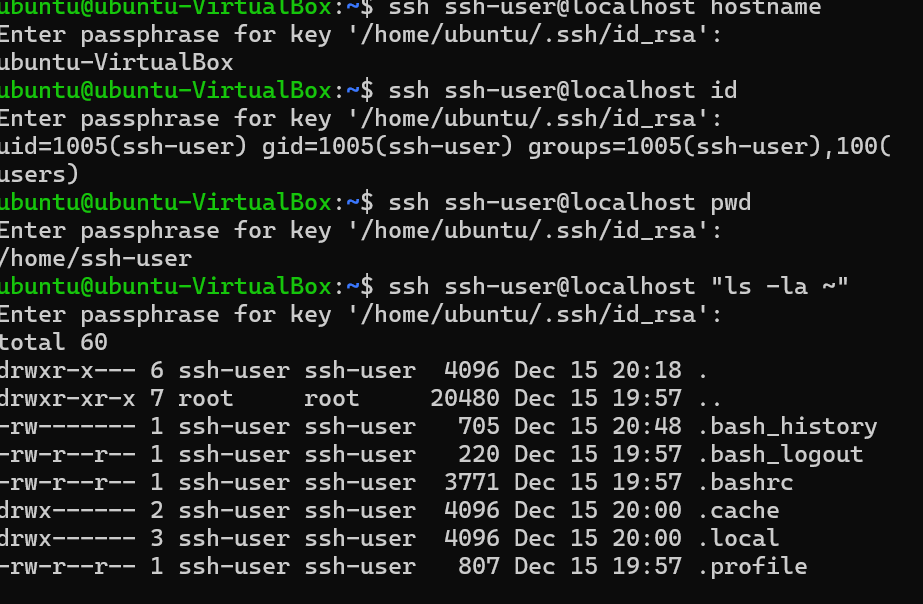 ubuntu@ubuntu-VirtualBox:~$ ssh ssh-user@localhost hostname
Enter passphrase for key '/home/ubuntu/.ssh/id_rsa':
ubuntu-VirtualBox
ubuntu@ubuntu-VirtualBox:~$ ssh ssh-user@localhost id
Enter passphrase for key '/home/ubuntu/.ssh/id_rsa':
uid=1005(ssh-user) gid=1005(ssh-user) groups=1005(ssh-user),100(
users)
ubuntu@ubuntu-VirtualBox:~$ ssh ssh-user@localhost pwd
Enter passphrase for key '/home/ubuntu/.ssh/id_rsa':
/home/ssh-user
ubuntu@ubuntu-VirtualBox:~$ ssh ssh-user@localhost "ls -la ~"
Enter passphrase for key '/home/ubuntu/.ssh/id_rsa':
total 60
drwxr-x--- 6 ssh-user ssh-user  4096 Dec 15 20:18 .
drwxr-xr-x 7 root     root     20480 Dec 15 19:57 ..
-rw------- 1 ssh-user ssh-user   705 Dec 15 20:48 .bash_history
-rw-r--r-- 1 ssh-user ssh-user   220 Dec 15 19:57 .bash_logout
-rw-r--r-- 1 ssh-user ssh-user  3771 Dec 15 19:57 .bashrc
drwx------ 2 ssh-user ssh-user  4096 Dec 15 20:00 .cache
drwx------ 3 ssh-user ssh-user  4096 Dec 15 20:00 .local
-rw-r--r-- 1 ssh-user ssh-user   807 Dec 15 19:57 .profile